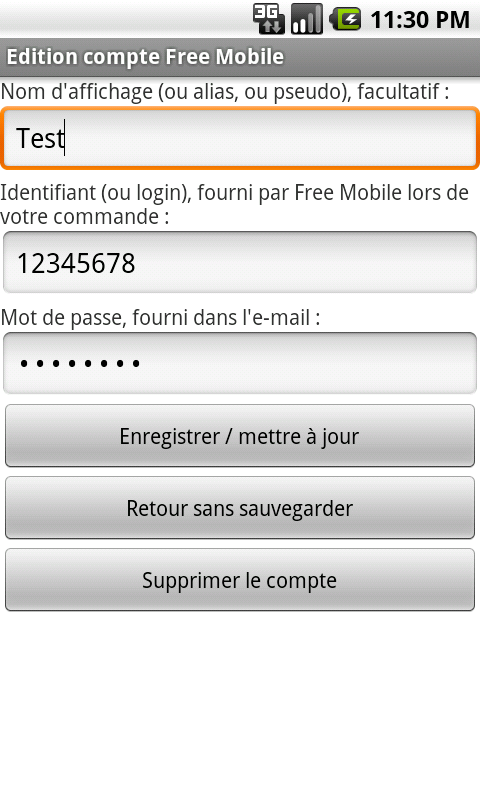 3G 11:30 PM
Edition compte Free Mobile
Nom d'affichage (ou alias, ou pseudo), facultatif :
Test
Identifiant (ou login), fourni par Free Mobile lors de
votre commande :
12345678
Mot de passe, fourni dans l'e-mail :
••••••••
Enregistrer / mettre à jour
Retour sans sauvegarder
Supprimer le compte